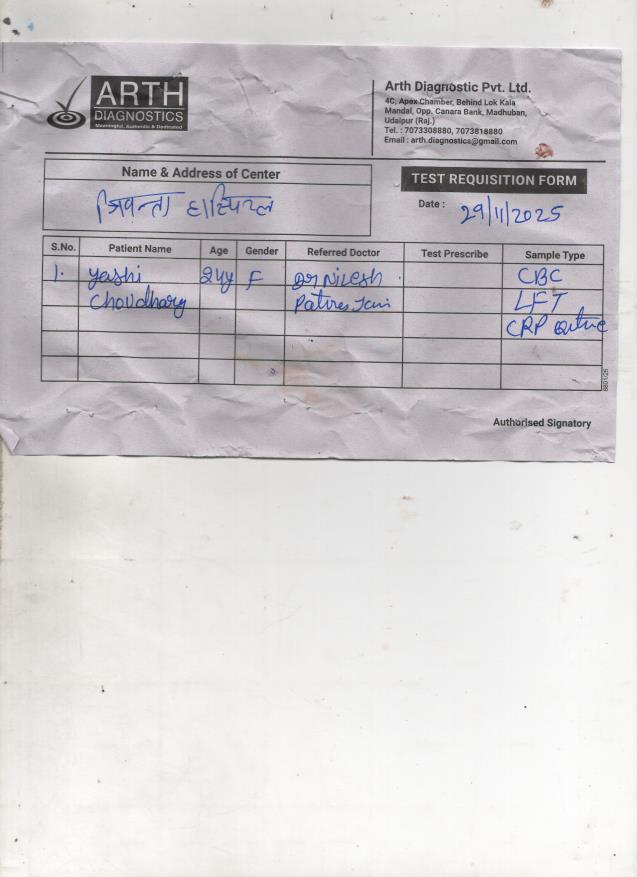 ARTH
DIAGNOSTICS
Meaningful, Authentic & Dedicated
Arth Diagnostic Pvt. Ltd.
4C, Apex Chamber, Behind Lok Kala
Mandal, Opp. Canara Bank, Madhuban,
Udaipur (Raj.)
Tel. : 7073308880, 7073818880
Email : arth.diagnostics@gmail.com
Name & Address of Center
हॉस्पिटल
TEST REQUISITION FORM
Date : 29/11/2025
S.No. Patient Name Age Gender Referred Doctor Test Prescribe Sample Type
1. Yashi 24y F Dr Nilesh CBC
Choudhary LFT
CRP
Authorised Signatory